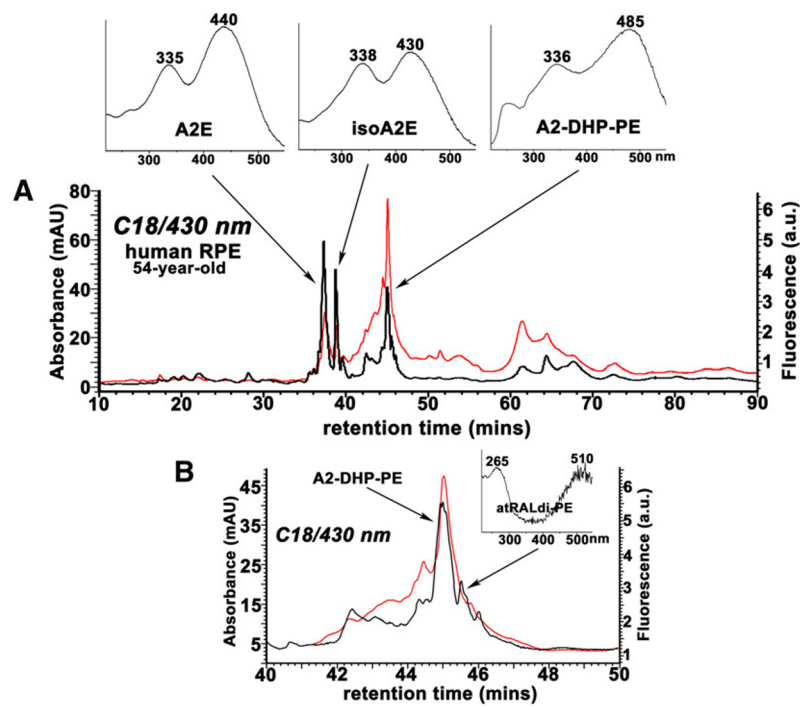 440
335
A2E
300 400 500
430
338
isoA2E
300 400 500
485
336
A2-DHP-PE
300 400 500 nm
A
C18/430 nm
human RPE
54-year-old
Absorbance (mAU)
80
60
40
20
0
Fluorescence (a.u.)
6
5
4
3
2
1
10 20 30 40 50 60 70 80 90
retention time (mins)
B
A2-DHP-PE
C18/430 nm
265
510
atRALdi-PE
300 400 500nm
Absorbance (mAU)
45
35
25
15
5
Fluorescence (a.u.)
6
5
4
3
2
1
40 42 44 46 48 50
retention time (mins)